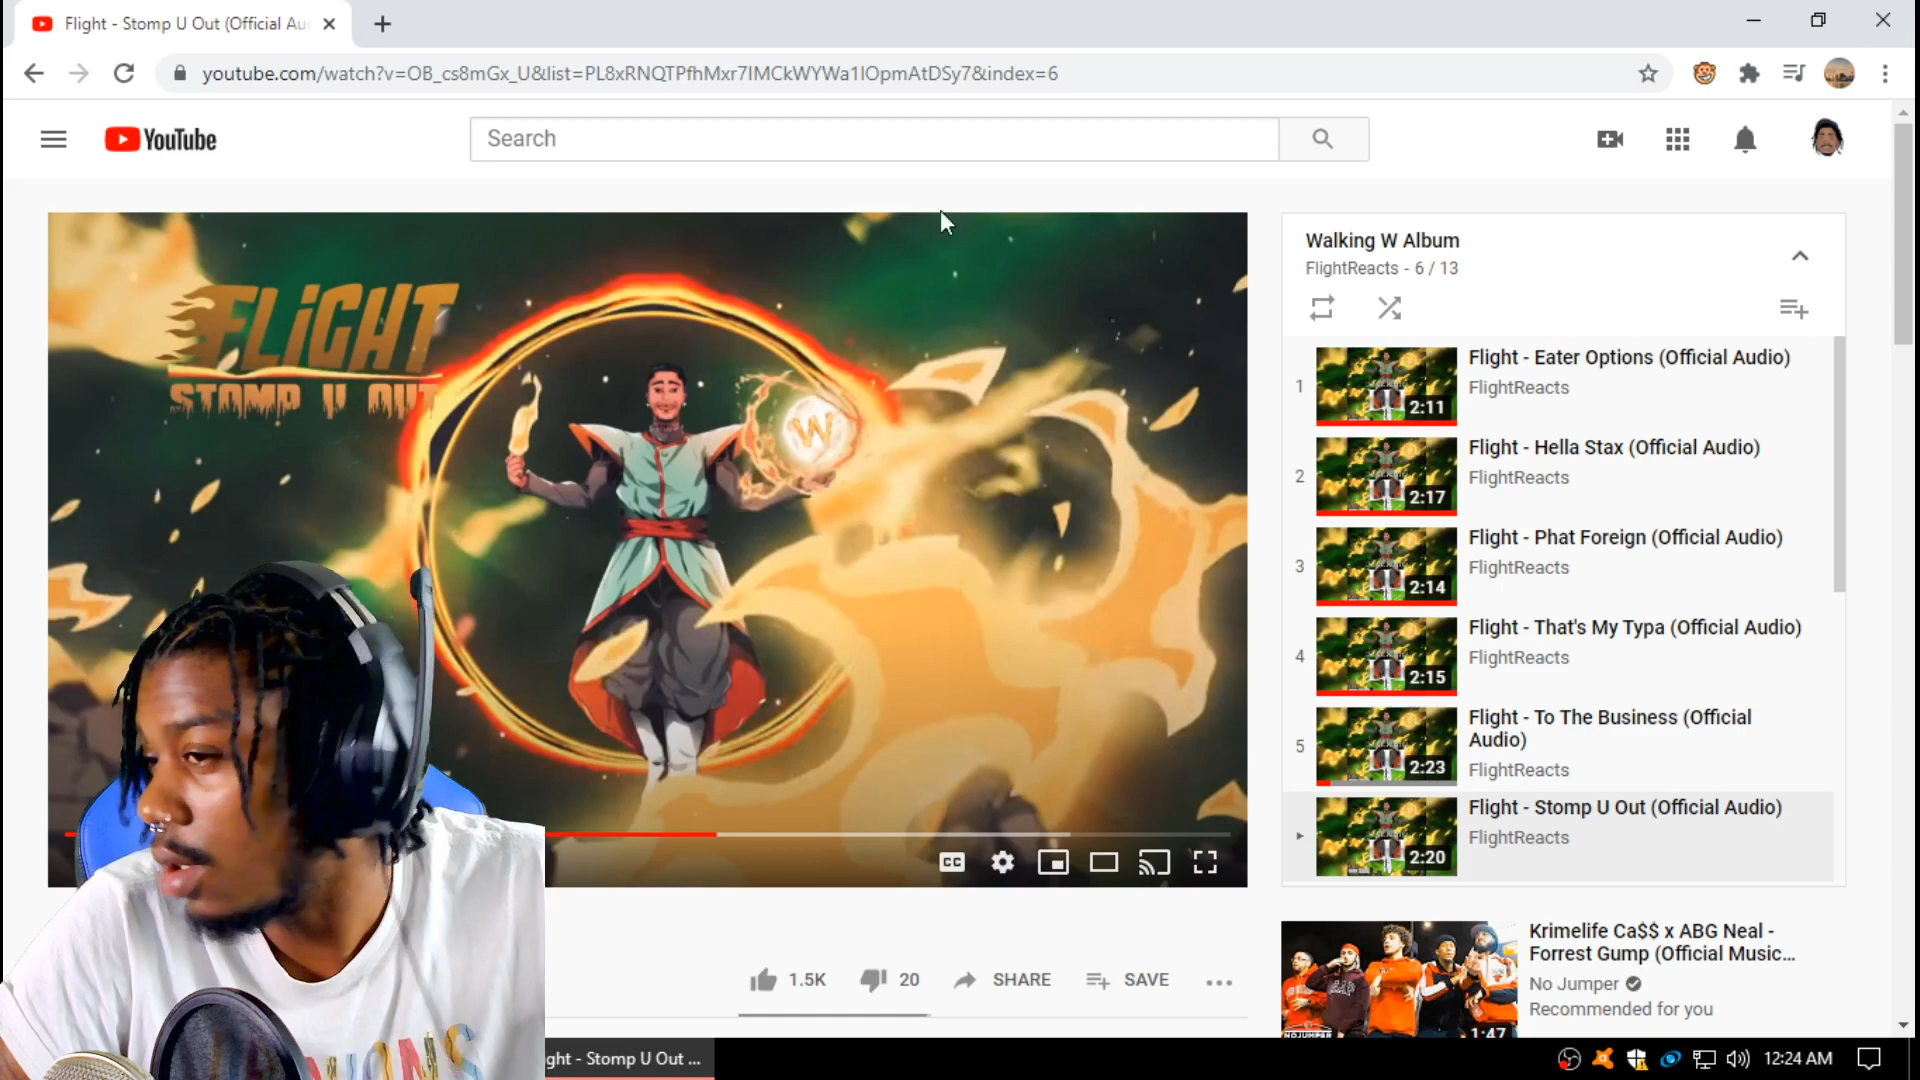 Flight - Stomp U Out (Official Au
youtube.com/watch?v=OB_cs8mGx_U&list=PL8xRNQTPfhMxr7IMCkWYWa1IOpmAtDSy7&index=6
YouTube
Search
FLiGHT
STOMP U OUT
W
Walking W Album
FlightReacts - 6 / 13
1
Flight - Eater Options (Official Audio)
FlightReacts
2:11
2
Flight - Hella Stax (Official Audio)
FlightReacts
2:17
3
Flight - Phat Foreign (Official Audio)
FlightReacts
2:14
4
Flight - That's My Typa (Official Audio)
FlightReacts
2:15
5
Flight - To The Business (Official
Audio)
FlightReacts
2:23
Flight - Stomp U Out (Official Audio)
FlightReacts
2:20
CC
1.5K
20
SHARE
SAVE
Krimelife Ca$$ x ABG Neal -
Forrest Gump (Official Music...
No Jumper
Recommended for you
NOJUMPER
1:47
ght - Stomp U Out ...
12:24 AM